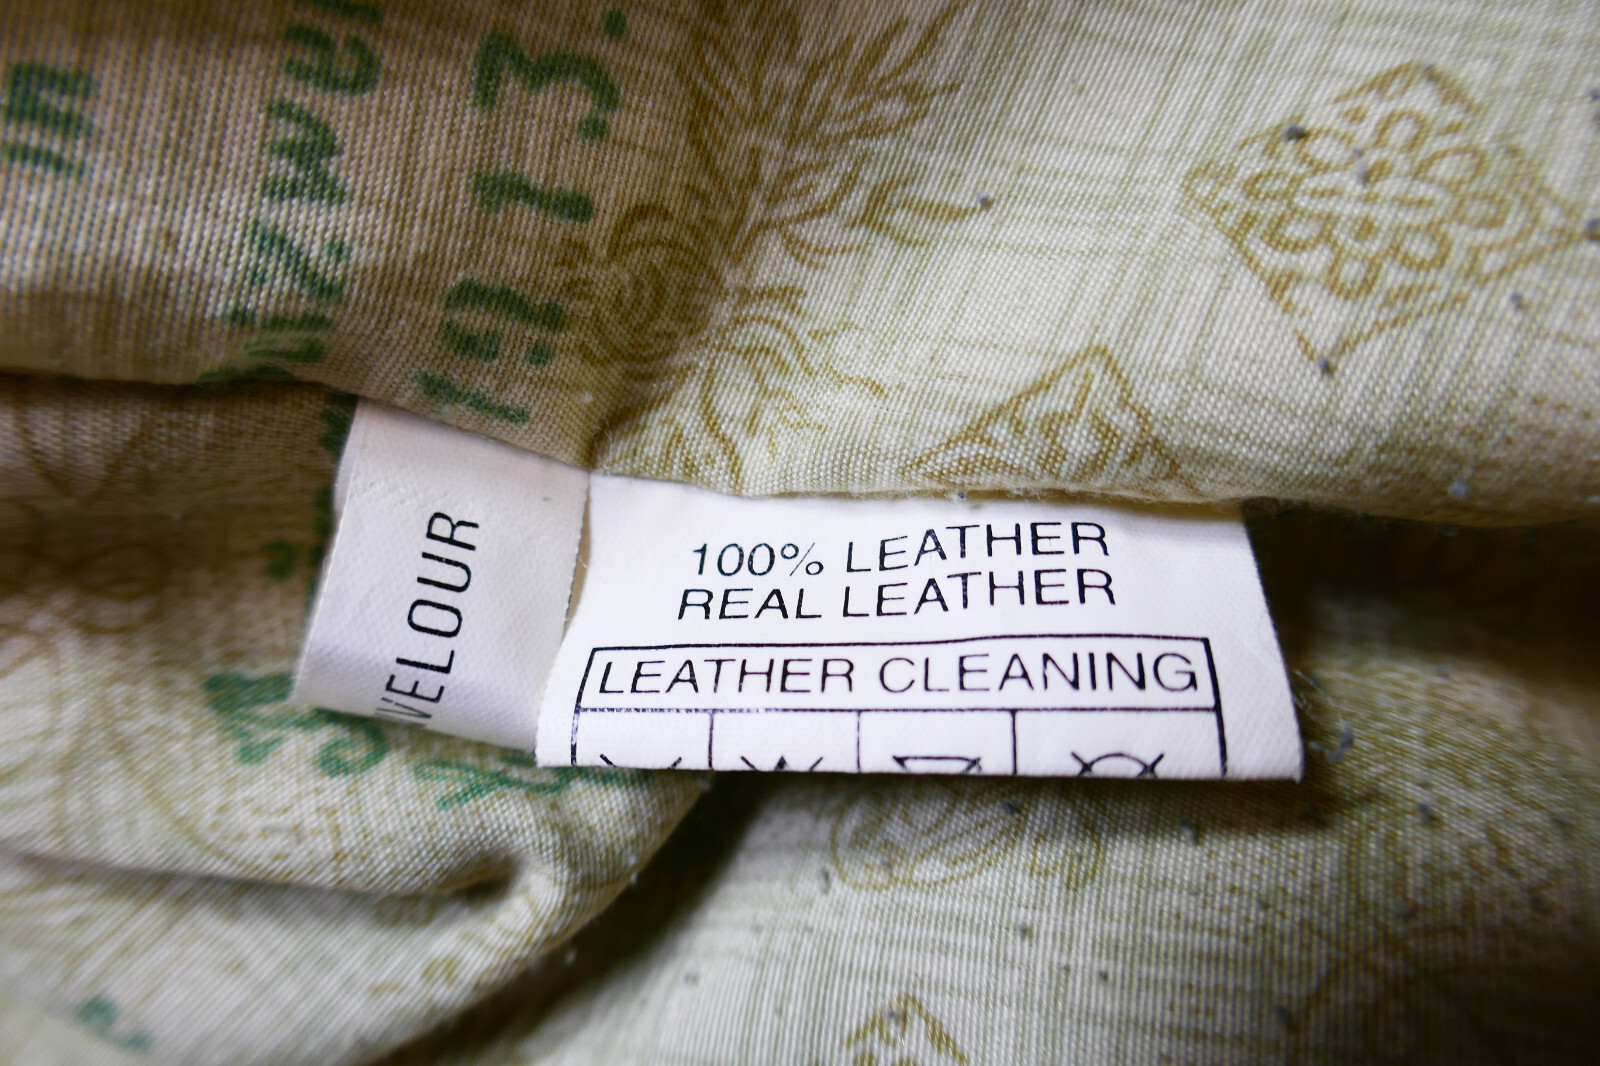 VELOUR
100% LEATHER
REAL LEATHER
LEATHER CLEANING